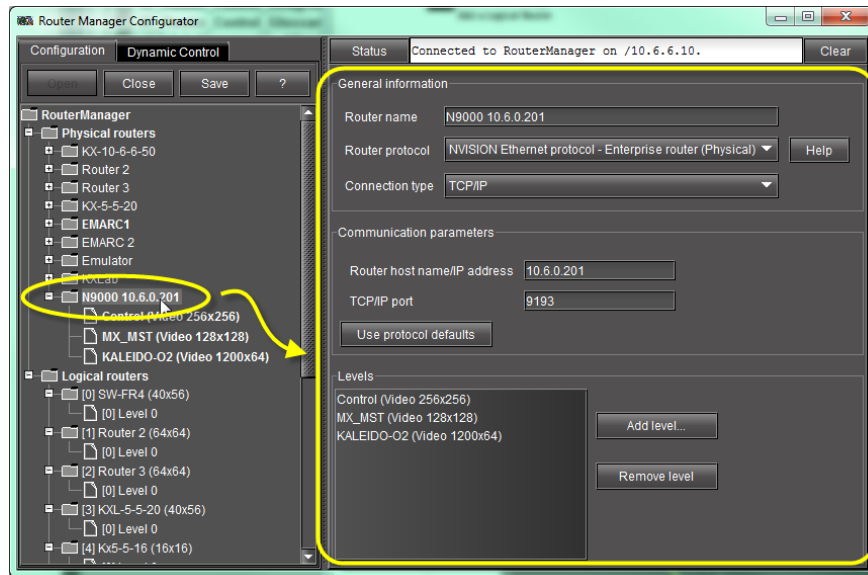 Router Manager Configurator
Configuration Dynamic Control
Open Close Save ?
RouterManager
Physical routers
KX-10-6-6-50
Router 2
Router 3
KX-5-5-20
EMARC1
EMARC 2
Emulator
KXLab
N9000 10.6.0.201
Control (Video 256x256)
MX_MST (Video 128x128)
KALEIDO-O2 (Video 1200x64)
Logical routers
[0] SW-FR4 (40x56)
[0] Level 0
[1] Router 2 (64x64)
[0] Level 0
[2] Router 3 (64x64)
[0] Level 0
[3] KXL-5-5-20 (40x56)
[0] Level 0
[4] Kx5-5-16 (16x16)
Status Connected to RouterManager on /10.6.6.10. Clear
General information
Router name N9000 10.6.0.201
Router protocol NVISION Ethernet protocol - Enterprise router (Physical) Help
Connection type TCP/IP
Communication parameters
Router host name/IP address 10.6.0.201
TCP/IP port 9193
Use protocol defaults
Levels
Control (Video 256x256)
MX_MST (Video 128x128)
KALEIDO-O2 (Video 1200x64)
Add level...
Remove level